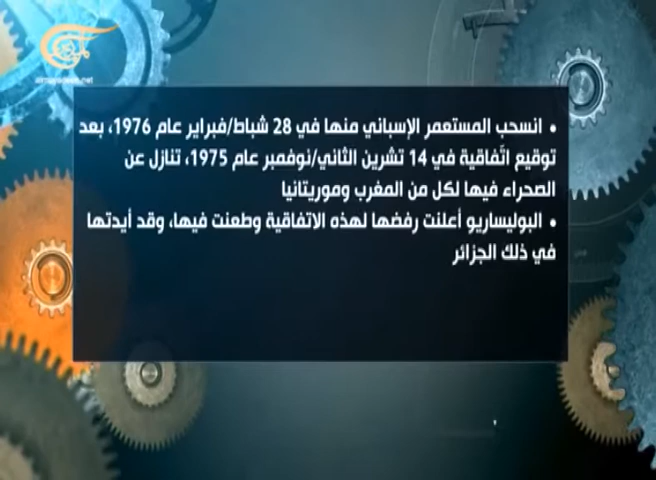 almayadeen.net
• انسحب المستعمر الإسباني منها في 28 شباط/فبراير عام 1976، بعد
توقيع اتّفاقية في 14 تشرين الثاني/نوفمبر عام 1975، تنازل عن
الصحراء فيها لكل من المغرب وموريتانيا
• البوليساريو أعلنت رفضها لهذه الاتفاقية وطعنت فيها، وقد أيدتها
في ذلك الجزائر